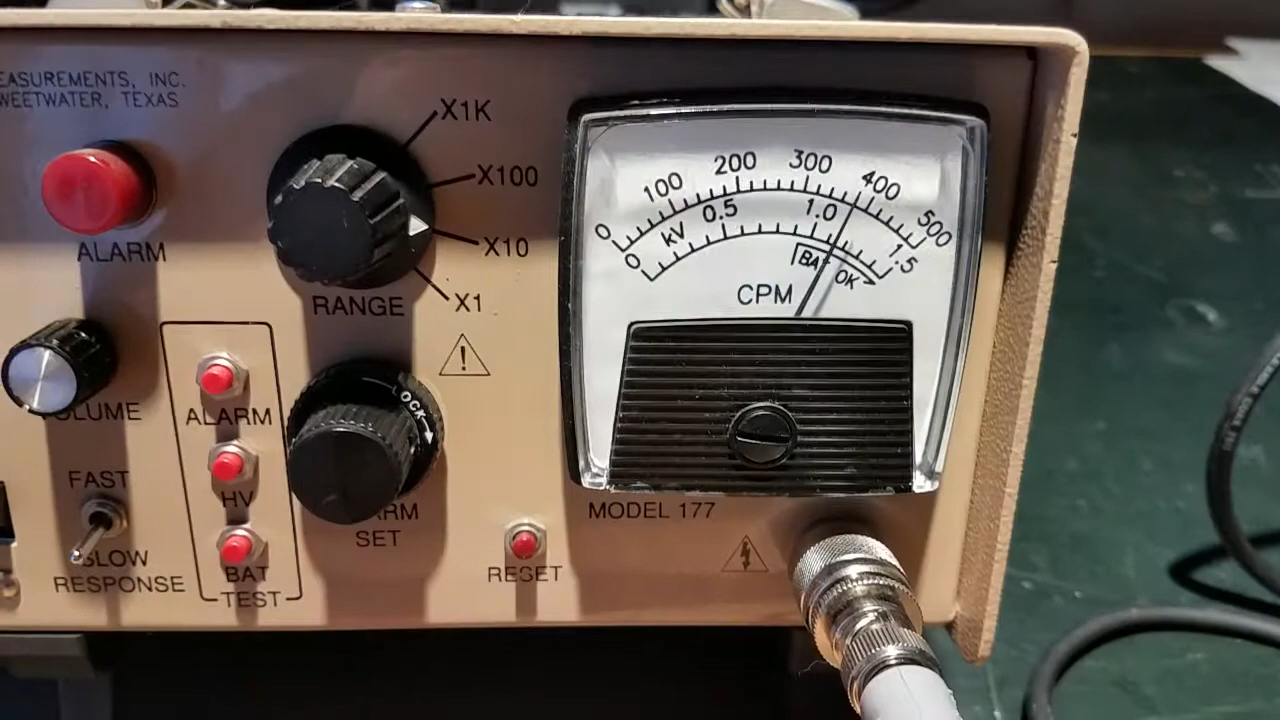 EASUREMENTS, INC.
WEETWATER, TEXAS
ALARM
VOLUME
FAST
SLOW
RESPONSE
ALARM
HV
BAT
TEST
X1K
X100
X10
X1
RANGE
!
LOCK
ARM
SET
RESET
0 100 200 300 400 500
kV
0 0.5 1.0 1.5
BAT OK
CPM
MODEL 177